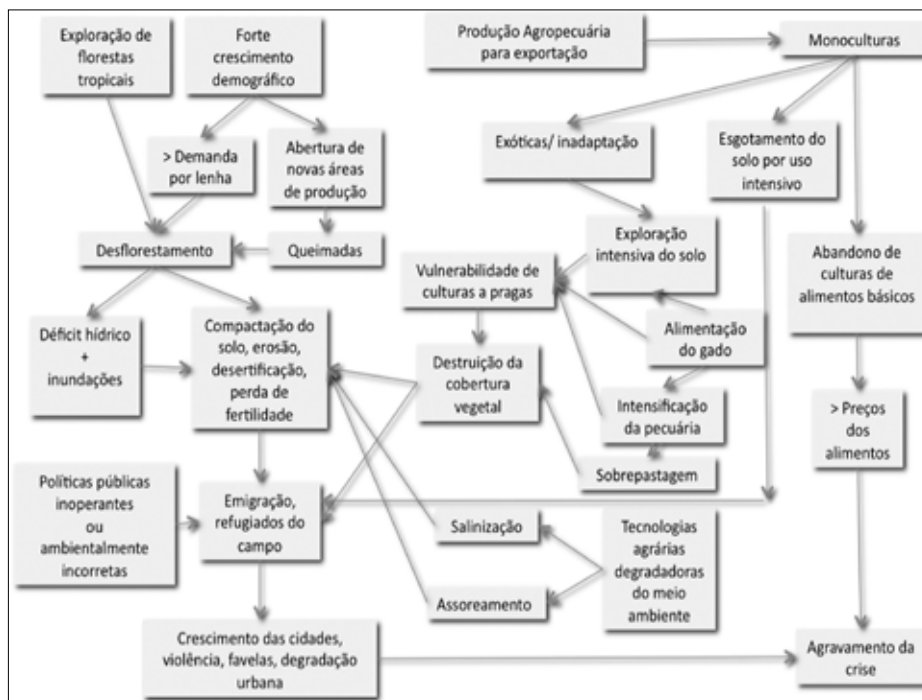 Exploração de
florestas
tropicais
Forte
crescimento
demográfico
Produção Agropecuária
para exportação
Monoculturas
> Demanda
por lenha
Abertura de
novas áreas
de produção
Exóticas/ inadaptação
Esgotamento do
solo por uso
intensivo
Desflorestamento
Queimadas
Exploração
intensiva do solo
Vulnerabilidade de
culturas a pragas
Abandono de
culturas de
alimentos básicos
Déficit hídrico
+
inundações
Compactação do
solo, erosão,
desertificação,
perda de
fertilidade
Alimentação
do gado
Destruição da
cobertura
vegetal
Intensificação
da pecuária
> Preços
dos
alimentos
Sobrepastagem
Políticas públicas
inoperantes
ou
ambientalmente
incorretas
Emigração,
refugiados do
campo
Salinização
Tecnologias
agrárias
degradadoras
do meio
ambiente
Assoreamento
Crescimento das cidades,
violência, favelas, degradação
urbana
Agravamento da
crise